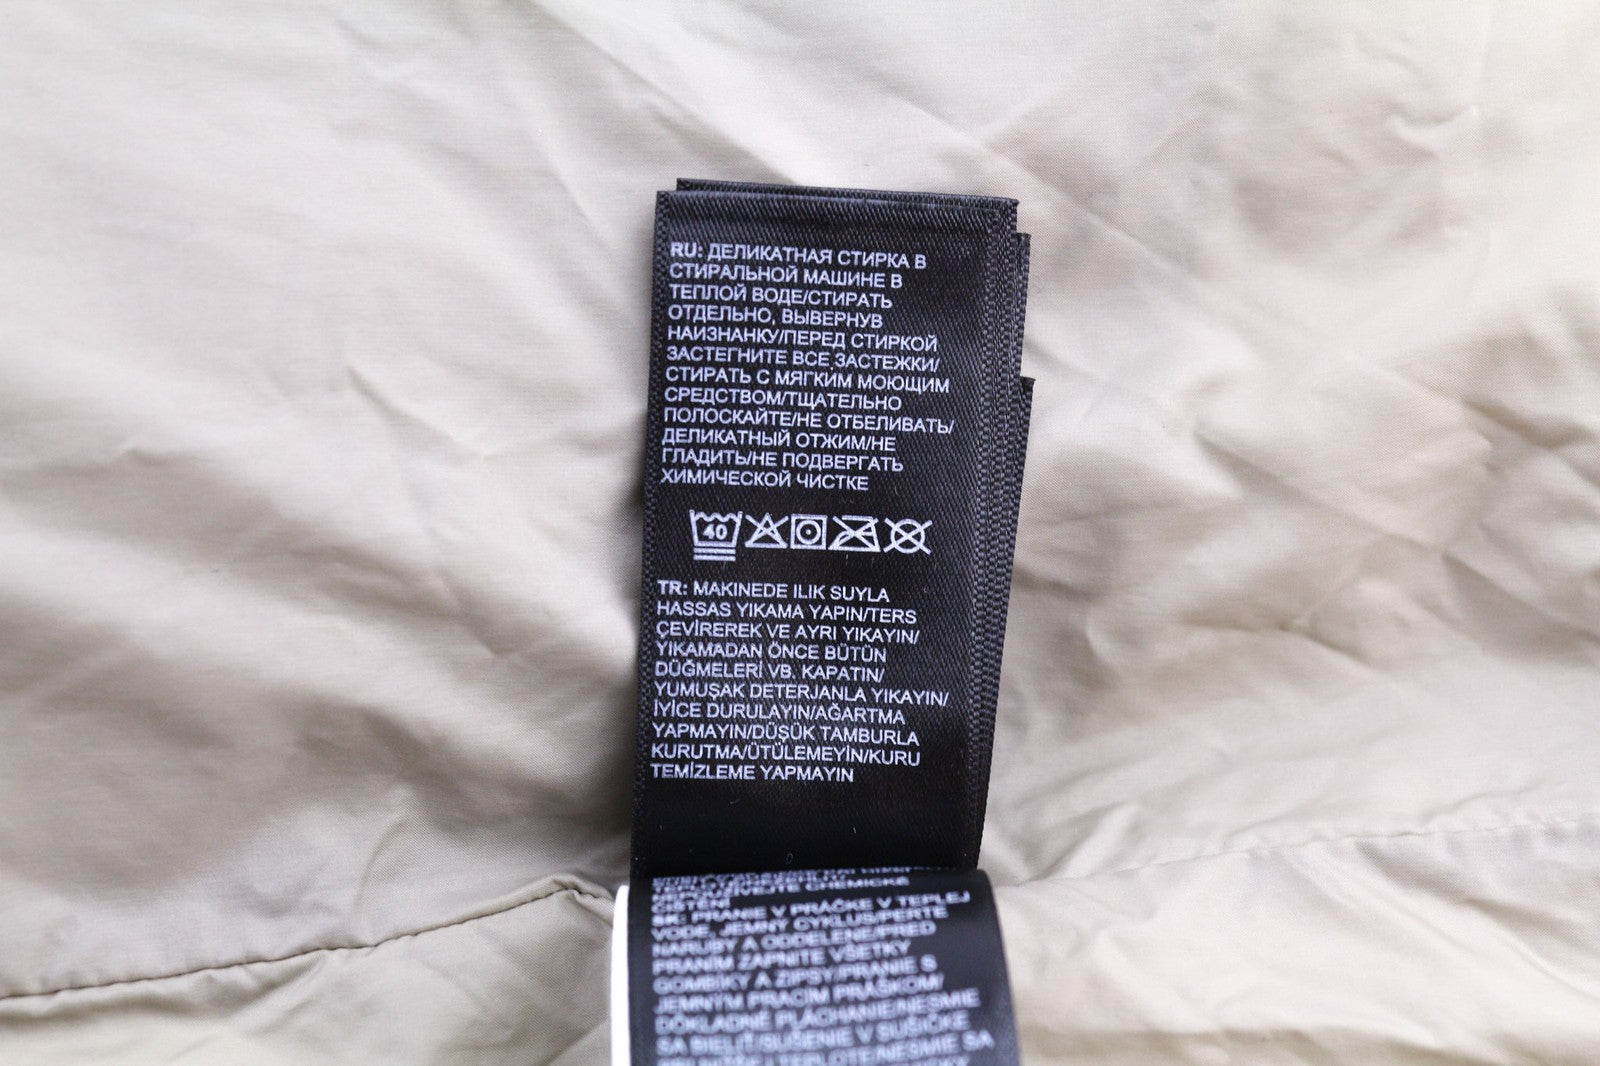 RU: ДЕЛИКАТНАЯ СТИРКА В
СТИРАЛЬНОЙ МАШИНЕ В
ТЕПЛОЙ ВОДЕ/СТИРАТЬ
ОТДЕЛЬНО, ВЫВЕРНУВ
НАИЗНАНКУ/ПЕРЕД СТИРКОЙ
ЗАСТЕГНИТЕ ВСЕ ЗАСТЕЖКИ/
СТИРАТЬ С МЯГКИМ МОЮЩИМ
СРЕДСТВОМ/ТЩАТЕЛЬНО
ПОЛОСКАЙТЕ/НЕ ОТБЕЛИВАТЬ/
ДЕЛИКАТНЫЙ ОТЖИМ/НЕ
ГЛАДИТЬ/НЕ ПОДВЕРГАТЬ
ХИМИЧЕСКОЙ ЧИСТКЕ
40
TR: MAKINEDE ILIK SUYLA
HASSAS YIKAMA YAPIN/TERS
ÇEVİREREK VE AYRI YIKAYIN/
YIKAMADAN ÖNCE BÜTÜN
DÜĞMELERİ VB. KAPATIN/
YUMUŞAK DETERJANLA YIKAYIN/
İYİCE DURULAYIN/AĞARTMA
YAPMAYIN/DÜŞÜK TAMBURLA
KURUTMA/ÜTÜLEMEYİN/KURU
TEMİZLEME YAPMAYIN
CHEMICKÉ
ČIŠTĚNÍ
SK: PRANIE V PRÁČKE V TEPLEJ
VODE, JEMNÝ CYKLUS/PERTE
NARUBY A ODDELENE/PRED
PRANÍM ZAPNITE VŠETKY
GOMBÍKY A ZIPSY/PRANIE S
JEMNÝM PRACÍM PRÁŠKOM/
DÔKLADNÉ PLÁCHANIE/NESMIE
SA BIELIŤ/SUŠENIE V SUŠIČKE
TEPLOTE/NESMIE SA